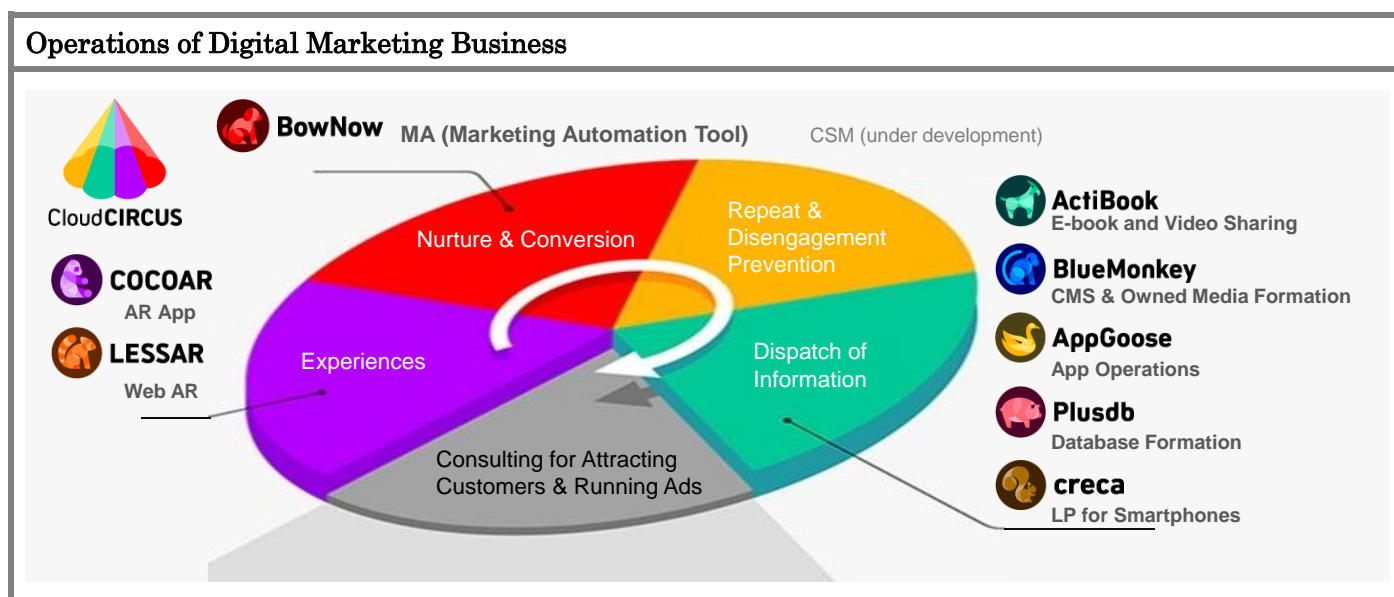 Operations of Digital Marketing Business
CloudCIRCUS
BowNow
MA (Marketing Automation Tool)
CSM (under development)
COCOAR
AR App
LESSAR
Web AR
Nurture & Conversion
Repeat &
Disengagement
Prevention
Experiences
Dispatch of
Information
Consulting for Attracting
Customers & Running Ads
ActiBook
E-book and Video Sharing
BlueMonkey
CMS & Owned Media Formation
AppGoose
App Operations
Plusdb
Database Formation
creca
LP for Smartphones